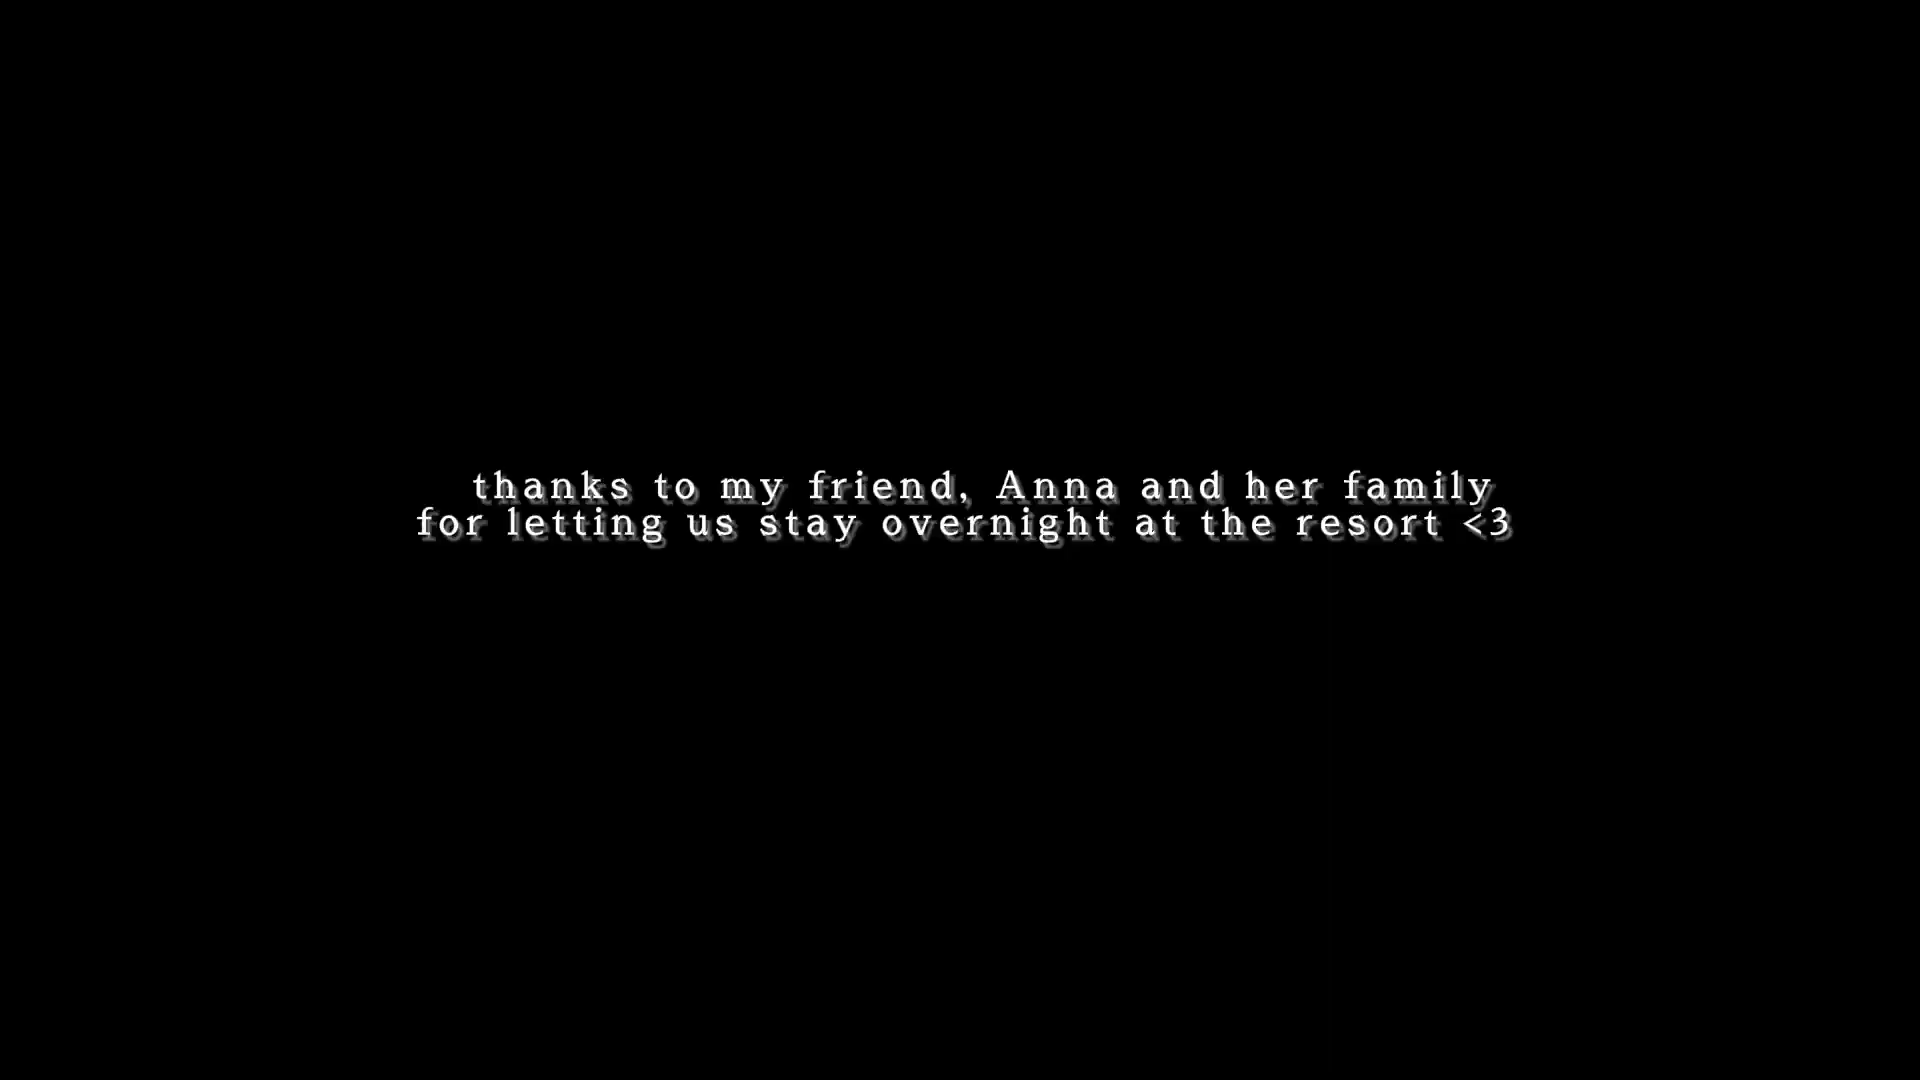 thanks to my friend, Anna and her family
for letting us stay overnight at the resort <3